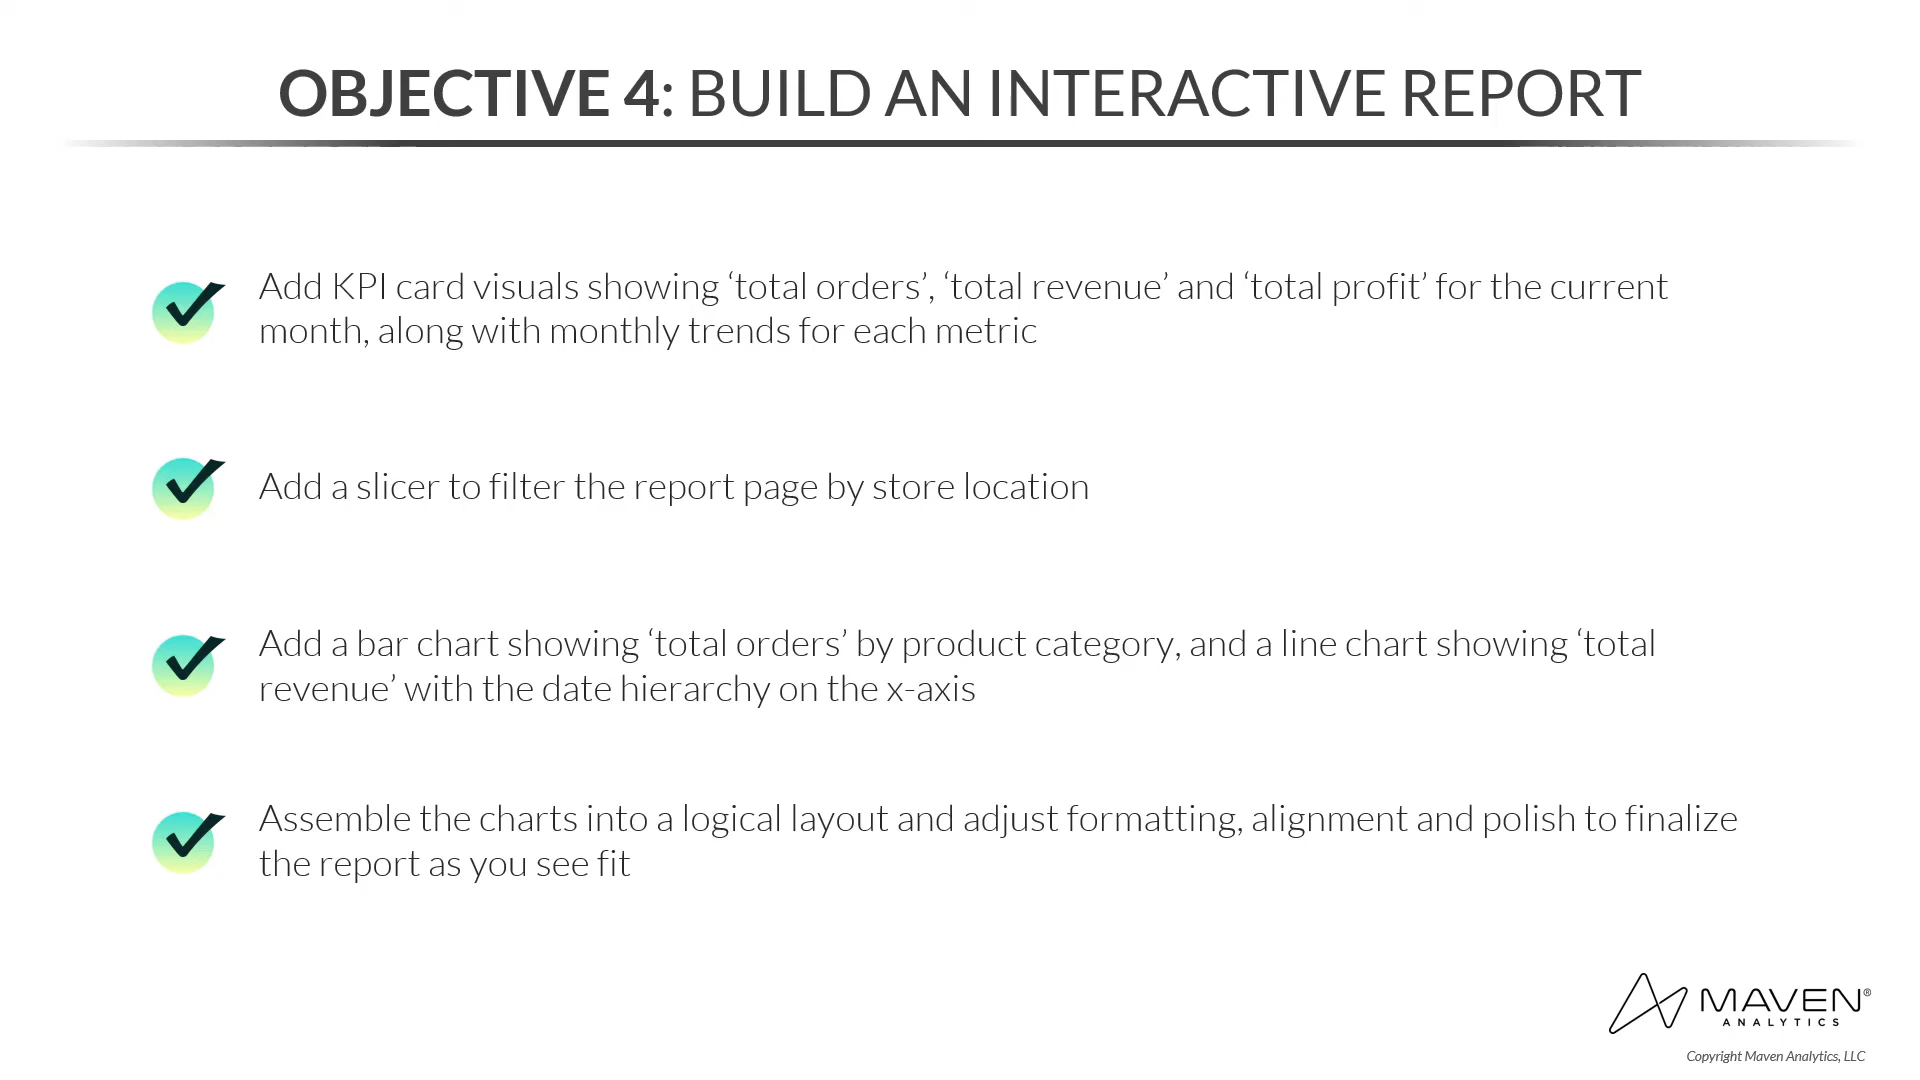 OBJECTIVE 4: BUILD AN INTERACTIVE REPORT
Add KPI card visuals showing ‘total orders’, ‘total revenue’ and ‘total profit’ for the current
month, along with monthly trends for each metric
Add a slicer to filter the report page by store location
Add a bar chart showing ‘total orders’ by product category, and a line chart showing ‘total
revenue’ with the date hierarchy on the x-axis
Assemble the charts into a logical layout and adjust formatting, alignment and polish to finalize
the report as you see fit
MAVEN®
ANALYTICS
Copyright Maven Analytics, LLC